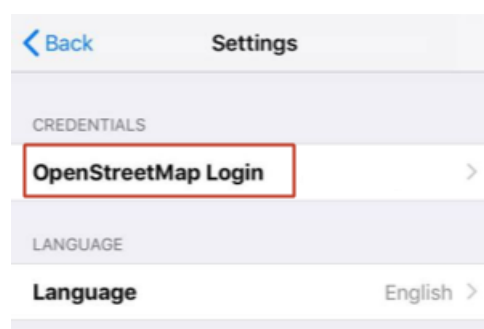 Back Settings
CREDENTIALS
OpenStreetMap Login
LANGUAGE
Language English